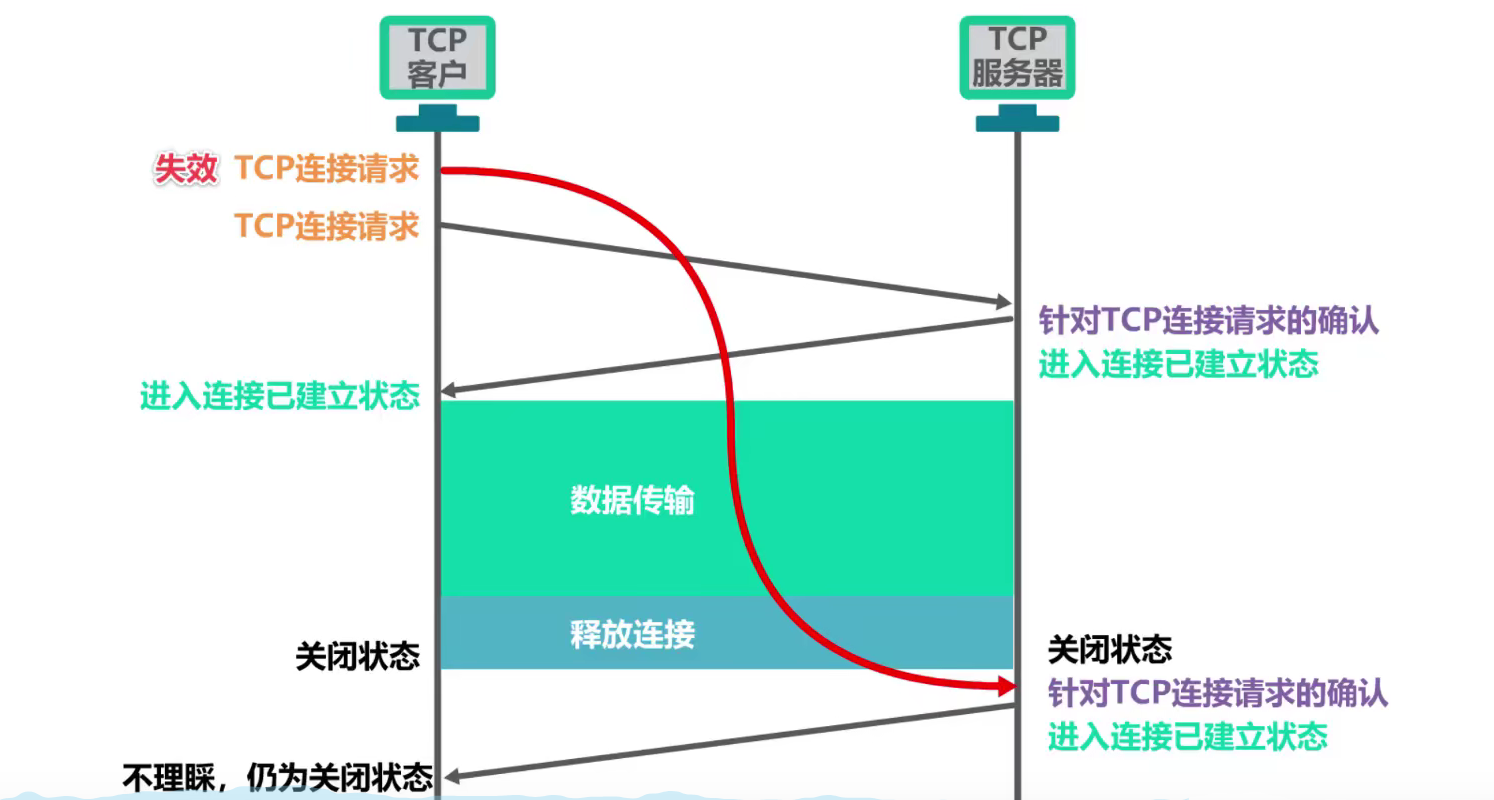 TCP
客户
TCP
服务器
失效 TCP连接请求
TCP连接请求
针对TCP连接请求的确认
进入连接已建立状态
进入连接已建立状态
数据传输
释放连接
关闭状态
关闭状态
针对TCP连接请求的确认
进入连接已建立状态
不理睬，仍为关闭状态